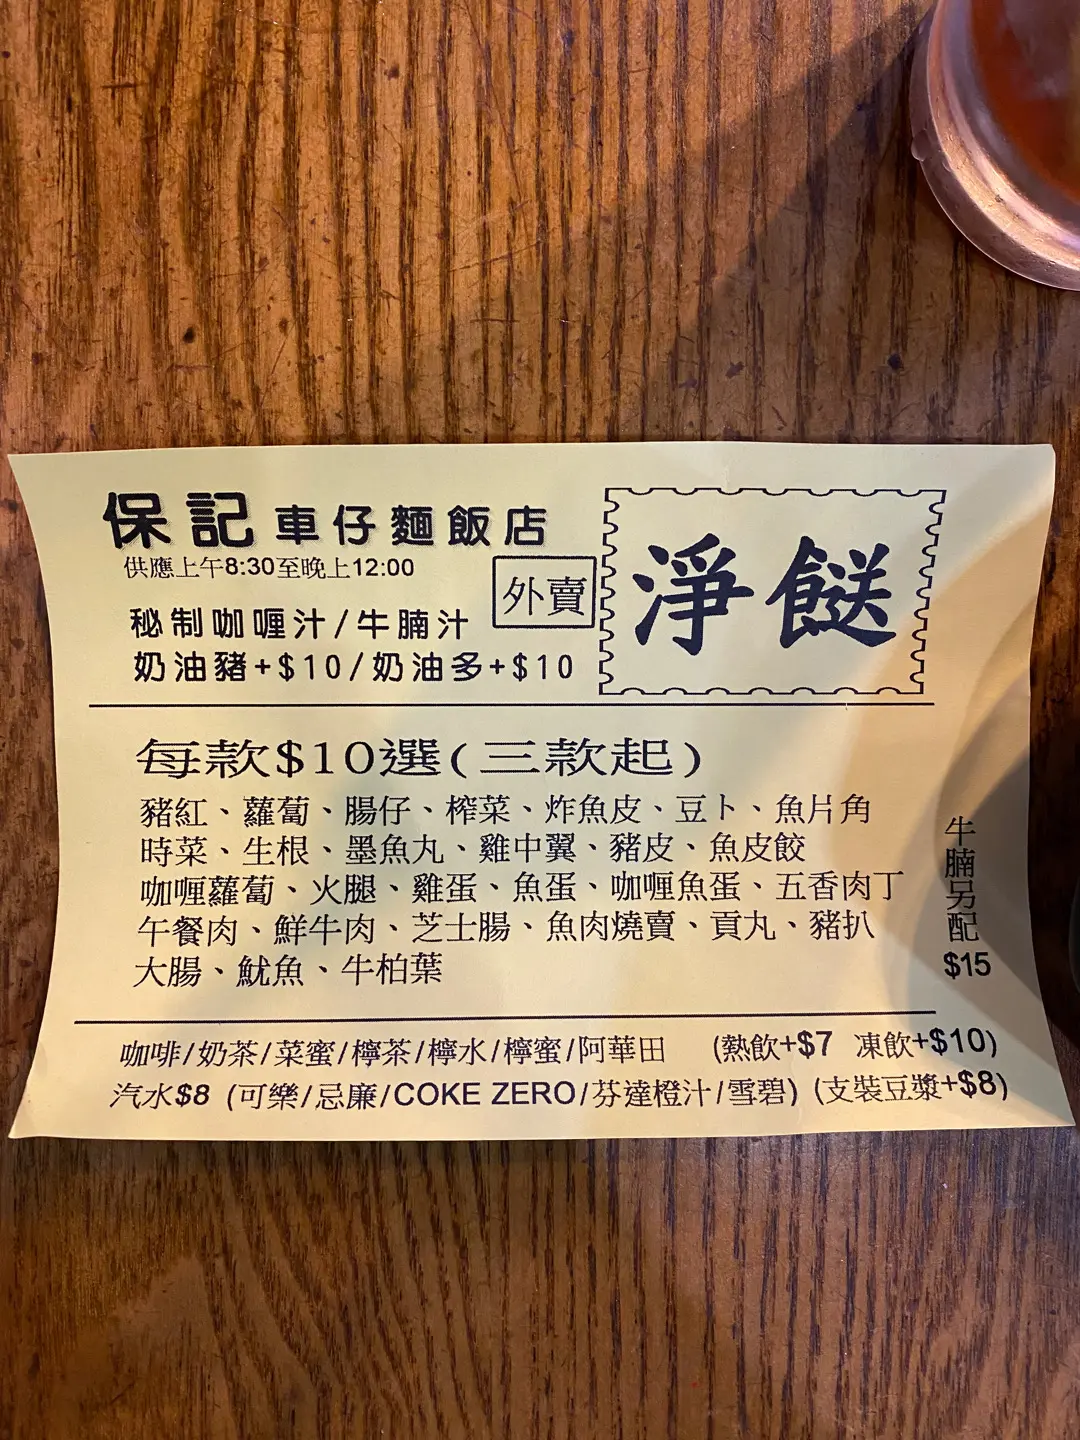 保記車仔麵飯店
供應上午8:30至晚上12:00
外賣
淨餸
秘制咖喱汁/牛腩汁
奶油豬+$10/奶油多+$10
每款$10選(三款起)
豬紅、蘿蔔、腸仔、榨菜、炸魚皮、豆卜、魚片角
時菜、生根、墨魚丸、雞中翼、豬皮、魚皮餃
咖喱蘿蔔、火腿、雞蛋、魚蛋、咖喱魚蛋、五香肉丁
午餐肉、鮮牛肉、芝士腸、魚肉燒賣、貢丸、豬扒
大腸、魷魚、牛柏葉
牛腩另配$15
咖啡/奶茶/菜蜜/檸茶/檸水/檸蜜/阿華田 (熱飲+$7 凍飲+$10)
汽水$8 (可樂/忌廉/COKE ZERO/芬達橙汁/雪碧) (支裝豆漿+$8)